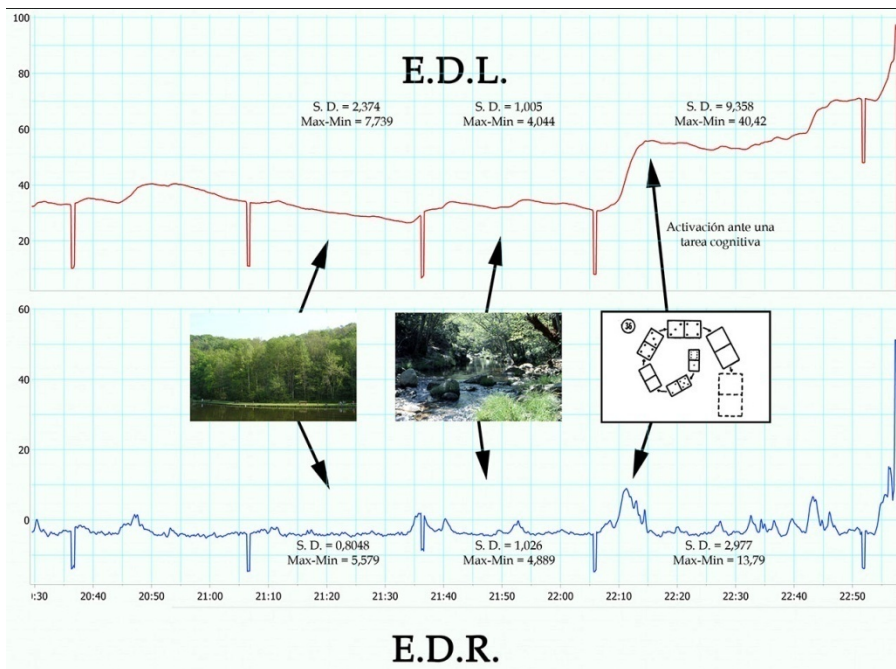 100
80
60
40
20
E.D.L.
S. D. = 2,374
Max-Min = 7,739
S. D. = 1,005
Max-Min = 4,044
S. D. = 9,358
Max-Min = 40,42
Activación ante una
tarea cognitiva
60
40
20
0
36
S. D. = 0,8048
Max-Min = 5,579
S. D. = 1,026
Max-Min = 4,889
S. D. = 2,977
Max-Min = 13,79
:30 20:40 20:50 21:00 21:10 21:20 21:30 21:40 21:50 22:00 22:10 22:20 22:30 22:40 22:50
E.D.R.